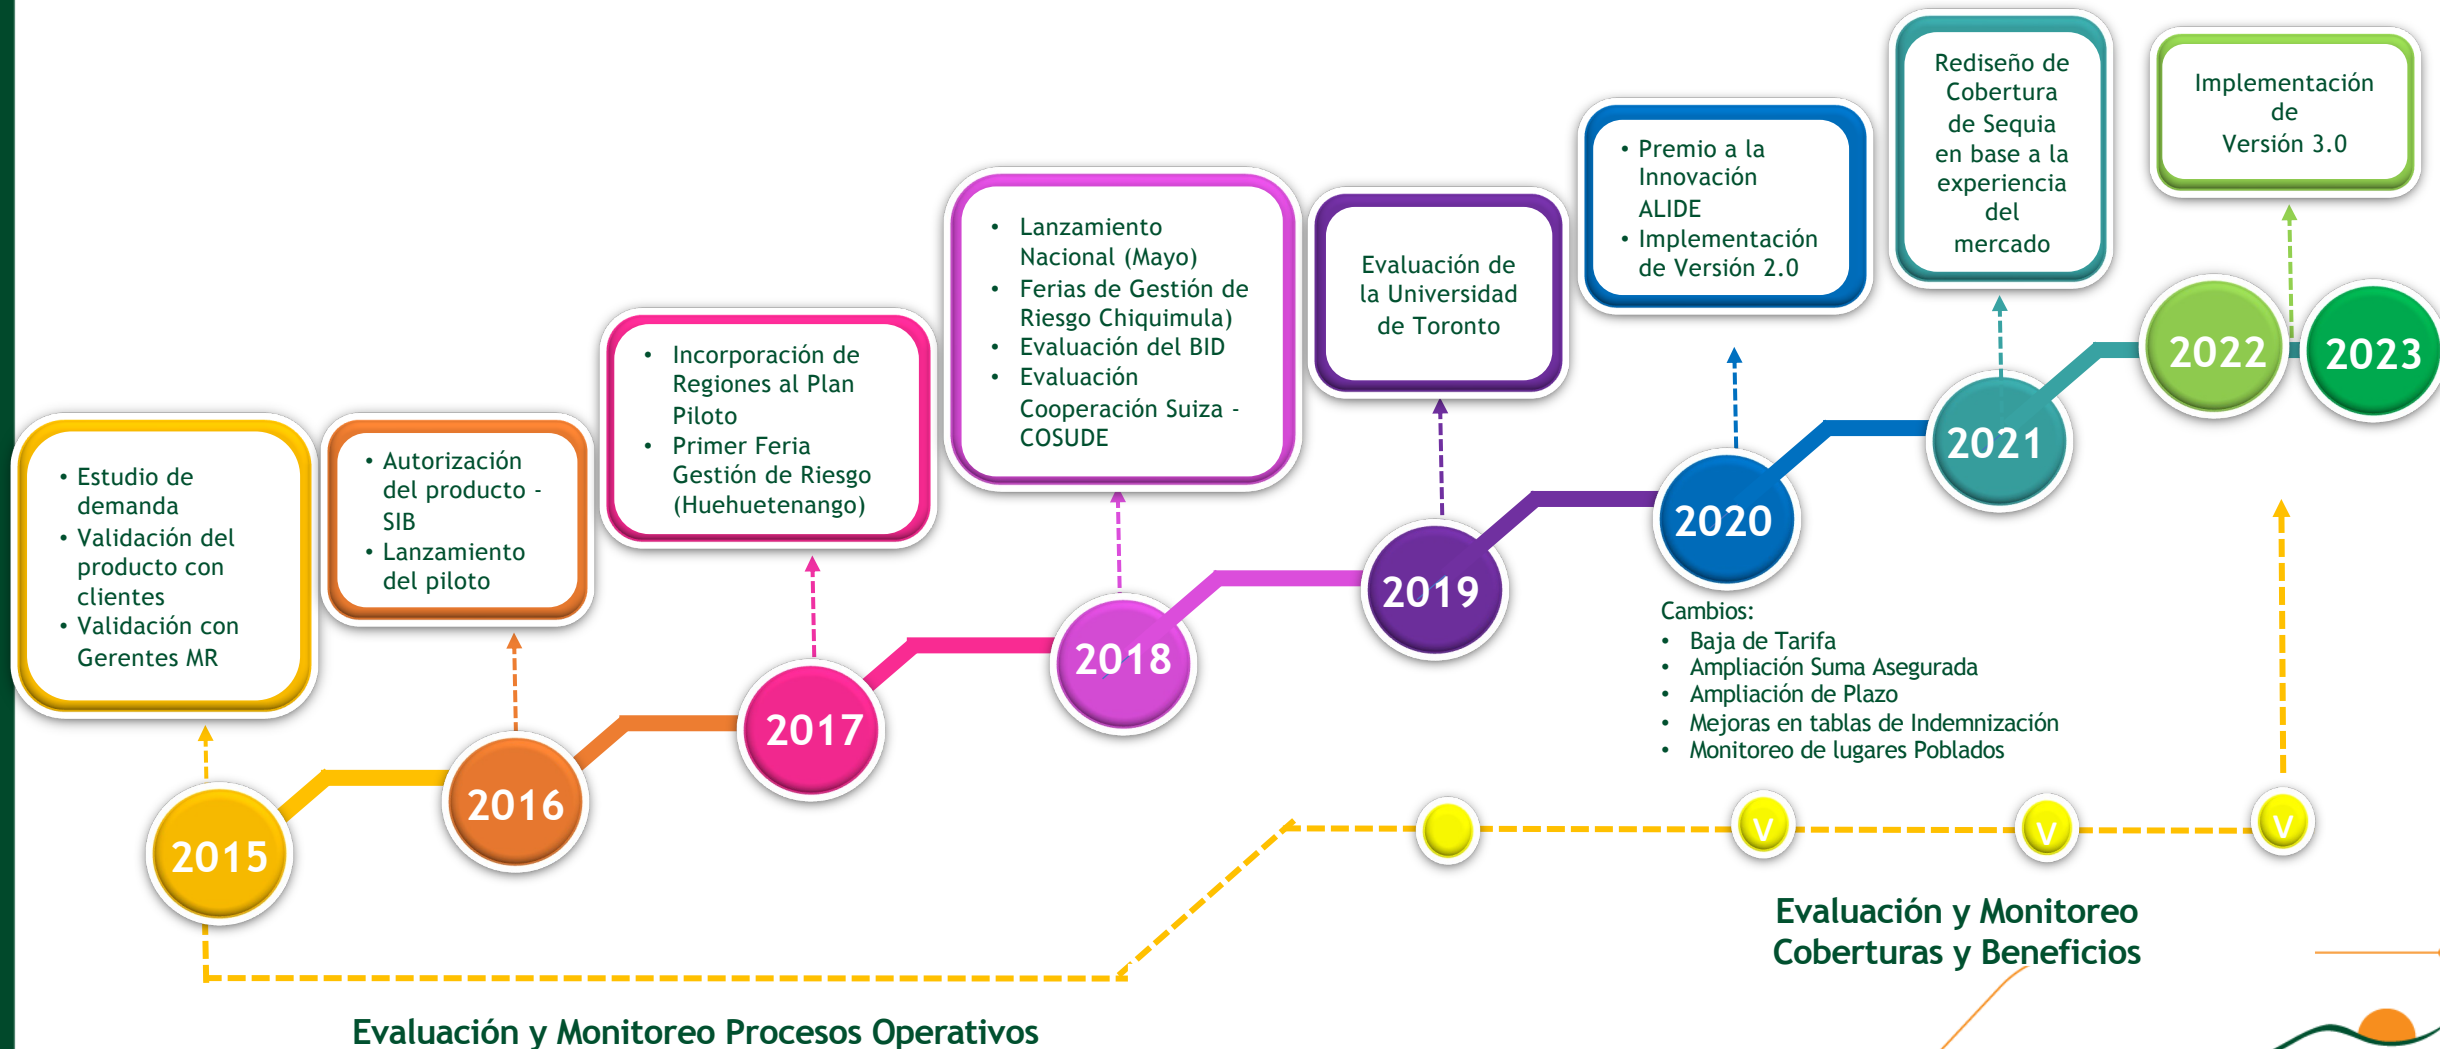 • Estudio de
demanda
• Validación del
producto con
clientes
• Validación con
Gerentes MR
2015
• Autorización
del producto -
SIB
• Lanzamiento
del piloto
2016
• Incorporación de
Regiones al Plan
Piloto
• Primer Feria
Gestión de Riesgo
(Huehuetenango)
2017
• Lanzamiento
Nacional (Mayo)
• Ferias de Gestión de
Riesgo Chiquimula)
• Evaluación del BID
• Evaluación
Cooperación Suiza -
COSUDE
2018
Evaluación de
la Universidad
de Toronto
2019
• Premio a la
Innovación
ALIDE
• Implementación
de Versión 2.0
2020
Cambios:
• Baja de Tarifa
• Ampliación Suma Asegurada
• Ampliación de Plazo
• Mejoras en tablas de Indemnización
• Monitoreo de lugares Poblados
Rediseño de
Cobertura
de Sequia
en base a la
experiencia
del
mercado
2021
Implementación
de
Versión 3.0
2022
2023
V
V
V
Evaluación y Monitoreo
Coberturas y Beneficios
Evaluación y Monitoreo Procesos Operativos